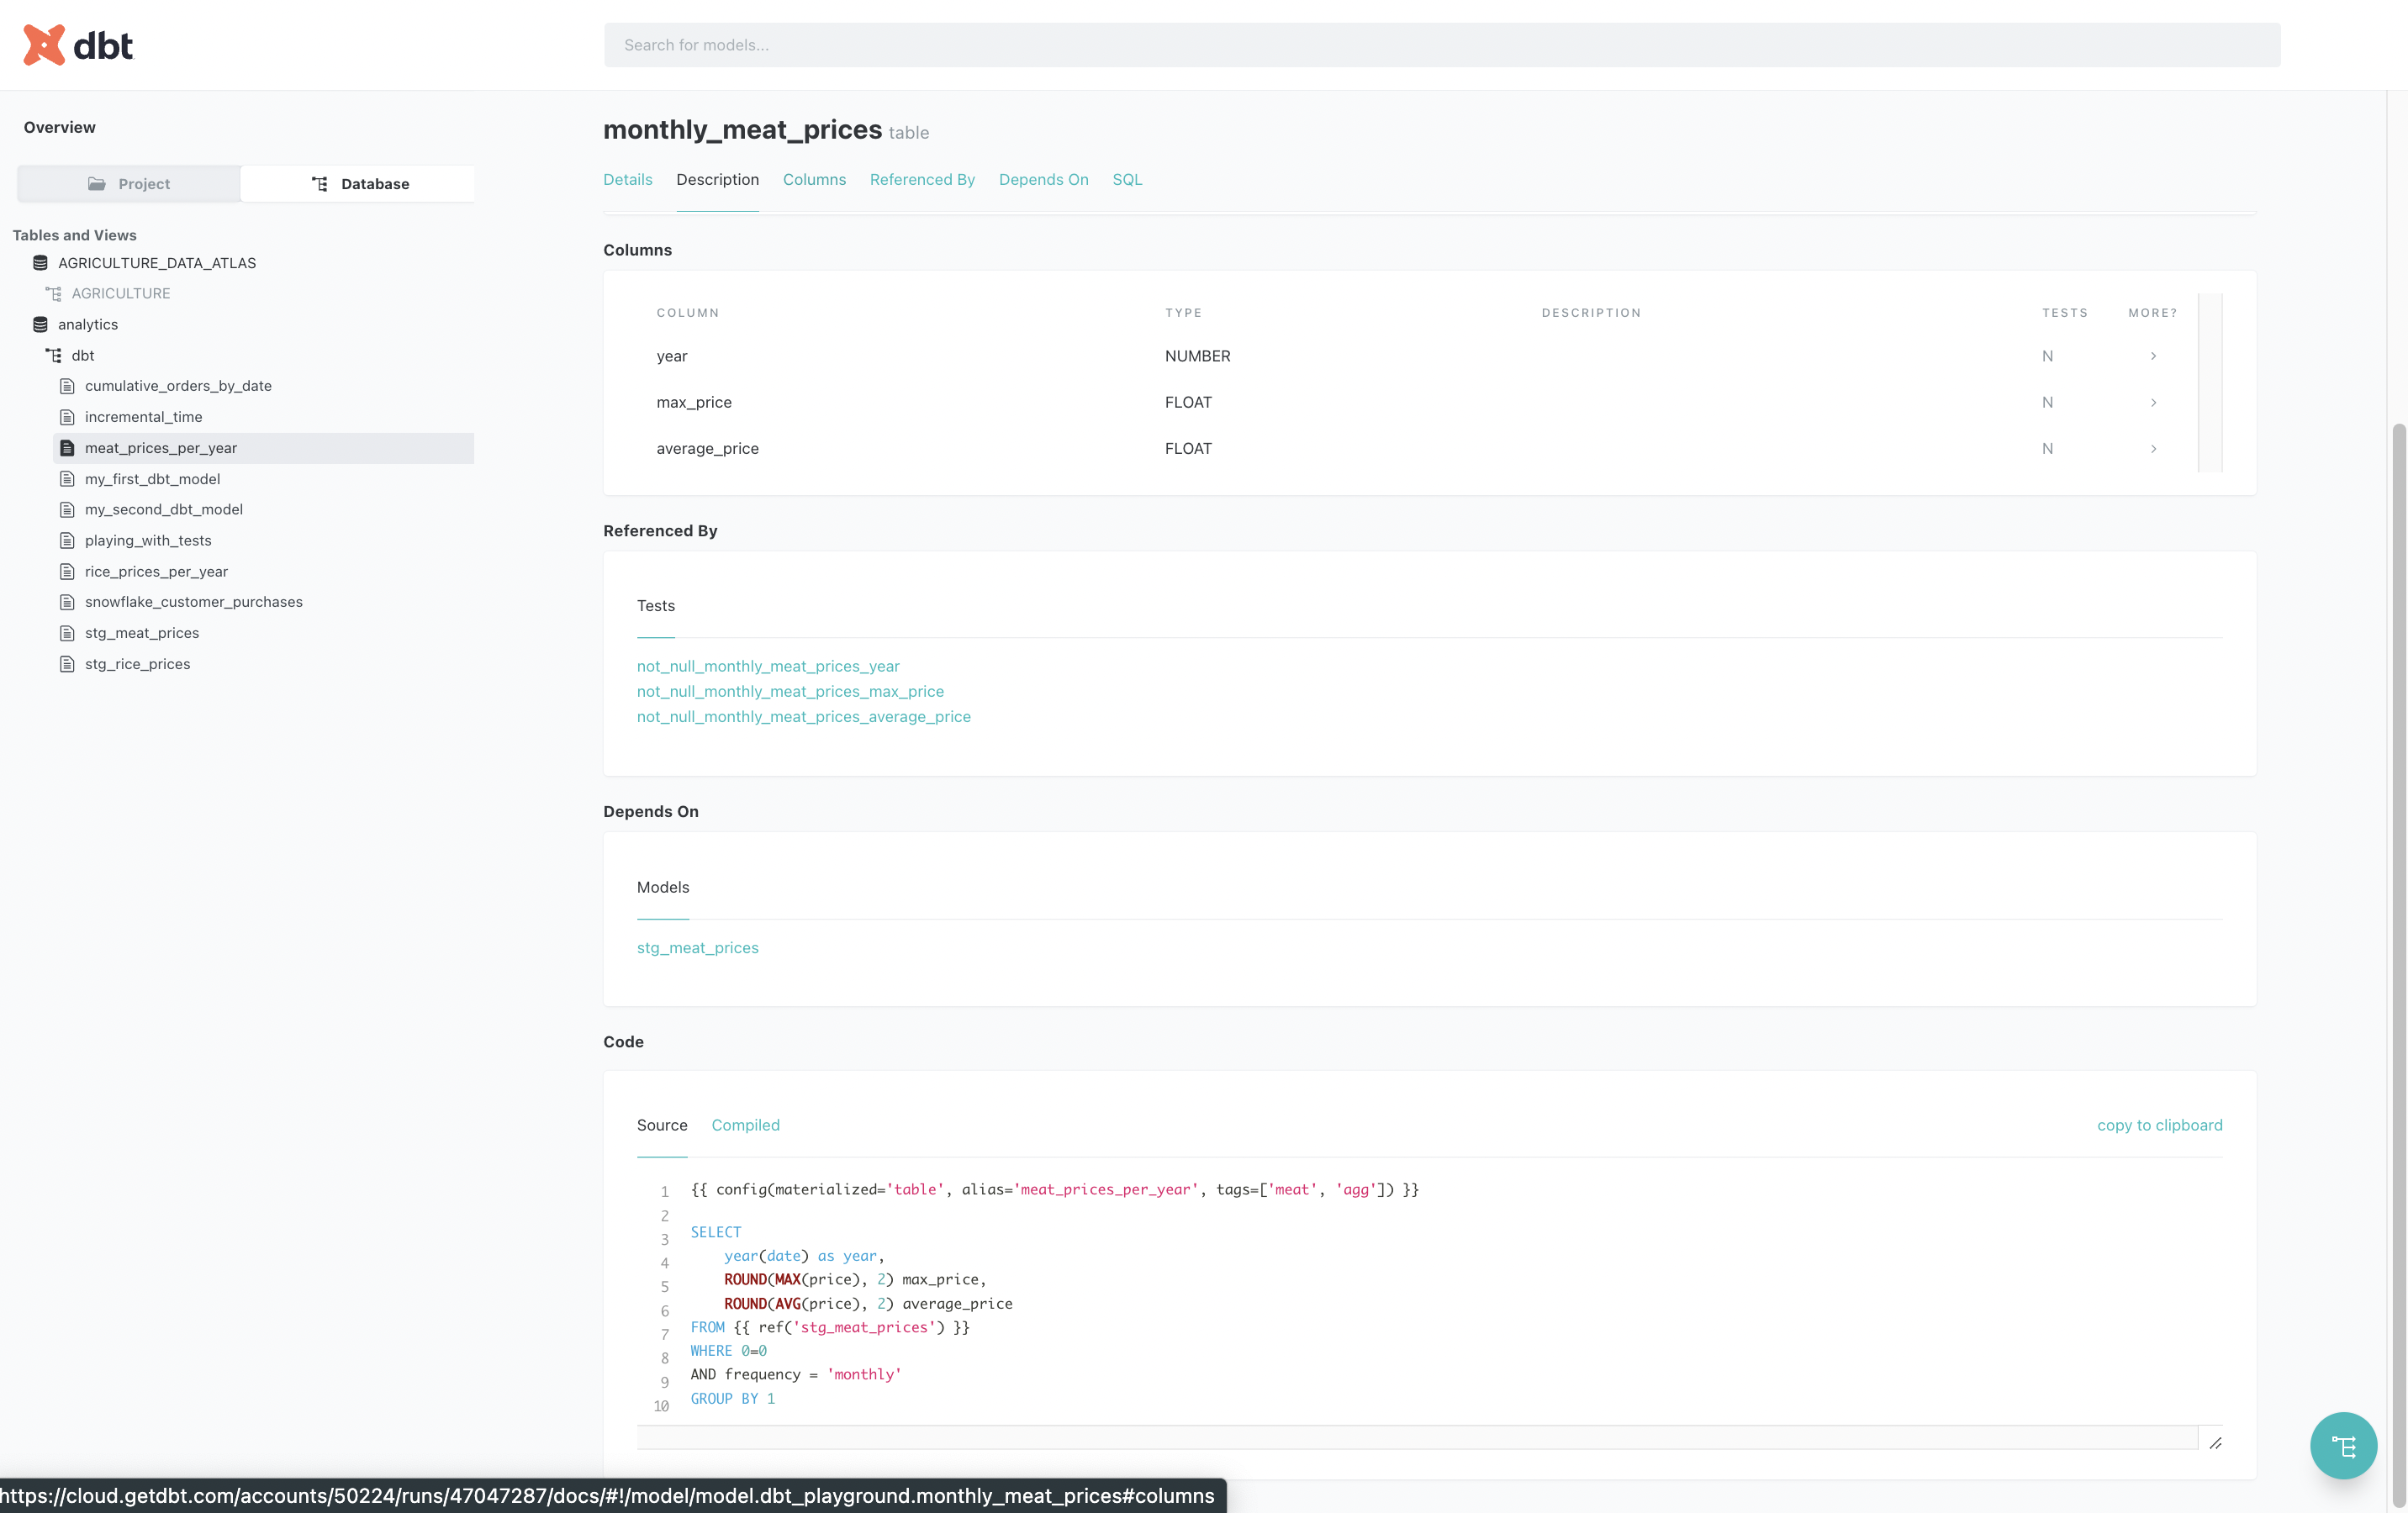 dbt
Search for models...
Overview
Project
Database
Tables and Views
AGRICULTURE_DATA_ATLAS
AGRICULTURE
analytics
dbt
cumulative_orders_by_date
incremental_time
meat_prices_per_year
my_first_dbt_model
my_second_dbt_model
playing_with_tests
rice_prices_per_year
snowflake_customer_purchases
stg_meat_prices
stg_rice_prices
monthly_meat_prices table
Details Description Columns Referenced By Depends On SQL
Columns
COLUMN TYPE DESCRIPTION TESTS MORE?
year NUMBER N
max_price FLOAT N
average_price FLOAT N
Referenced By
Tests
not_null_monthly_meat_prices_year
not_null_monthly_meat_prices_max_price
not_null_monthly_meat_prices_average_price
Depends On
Models
stg_meat_prices
Code
Source Compiled copy to clipboard
1 {{ config(materialized='table', alias='meat_prices_per_year', tags=['meat', 'agg']) }}
2
3 SELECT
4     year(date) as year,
5     ROUND(MAX(price), 2) max_price,
6     ROUND(AVG(price), 2) average_price
7 FROM {{ ref('stg_meat_prices') }}
8 WHERE 0=0
9 AND frequency = 'monthly'
10 GROUP BY 1
https://cloud.getdbt.com/accounts/50224/runs/47047287/docs/#!/model/model.dbt_playground.monthly_meat_prices#columns